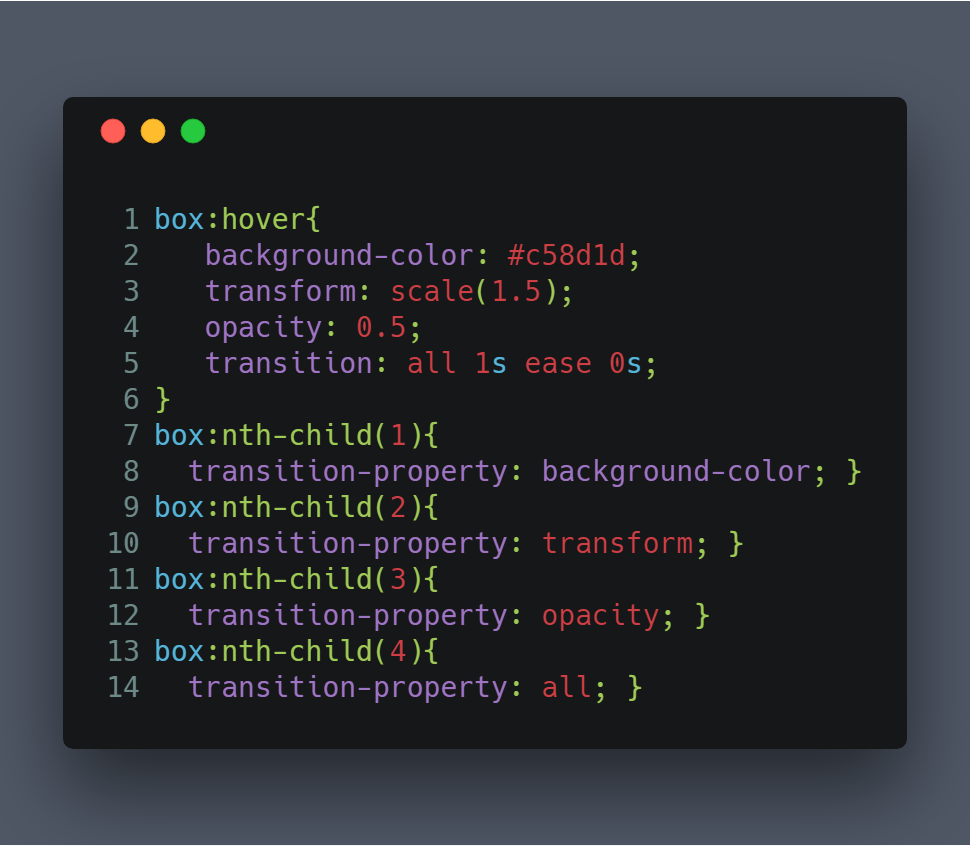 1 box:hover{
2    background-color: #c58d1d;
3    transform: scale(1.5);
4    opacity: 0.5;
5    transition: all 1s ease 0s;
6 }
7 box:nth-child(1){
8   transition-property: background-color; }
9 box:nth-child(2){
10   transition-property: transform; }
11 box:nth-child(3){
12   transition-property: opacity; }
13 box:nth-child(4){
14   transition-property: all; }